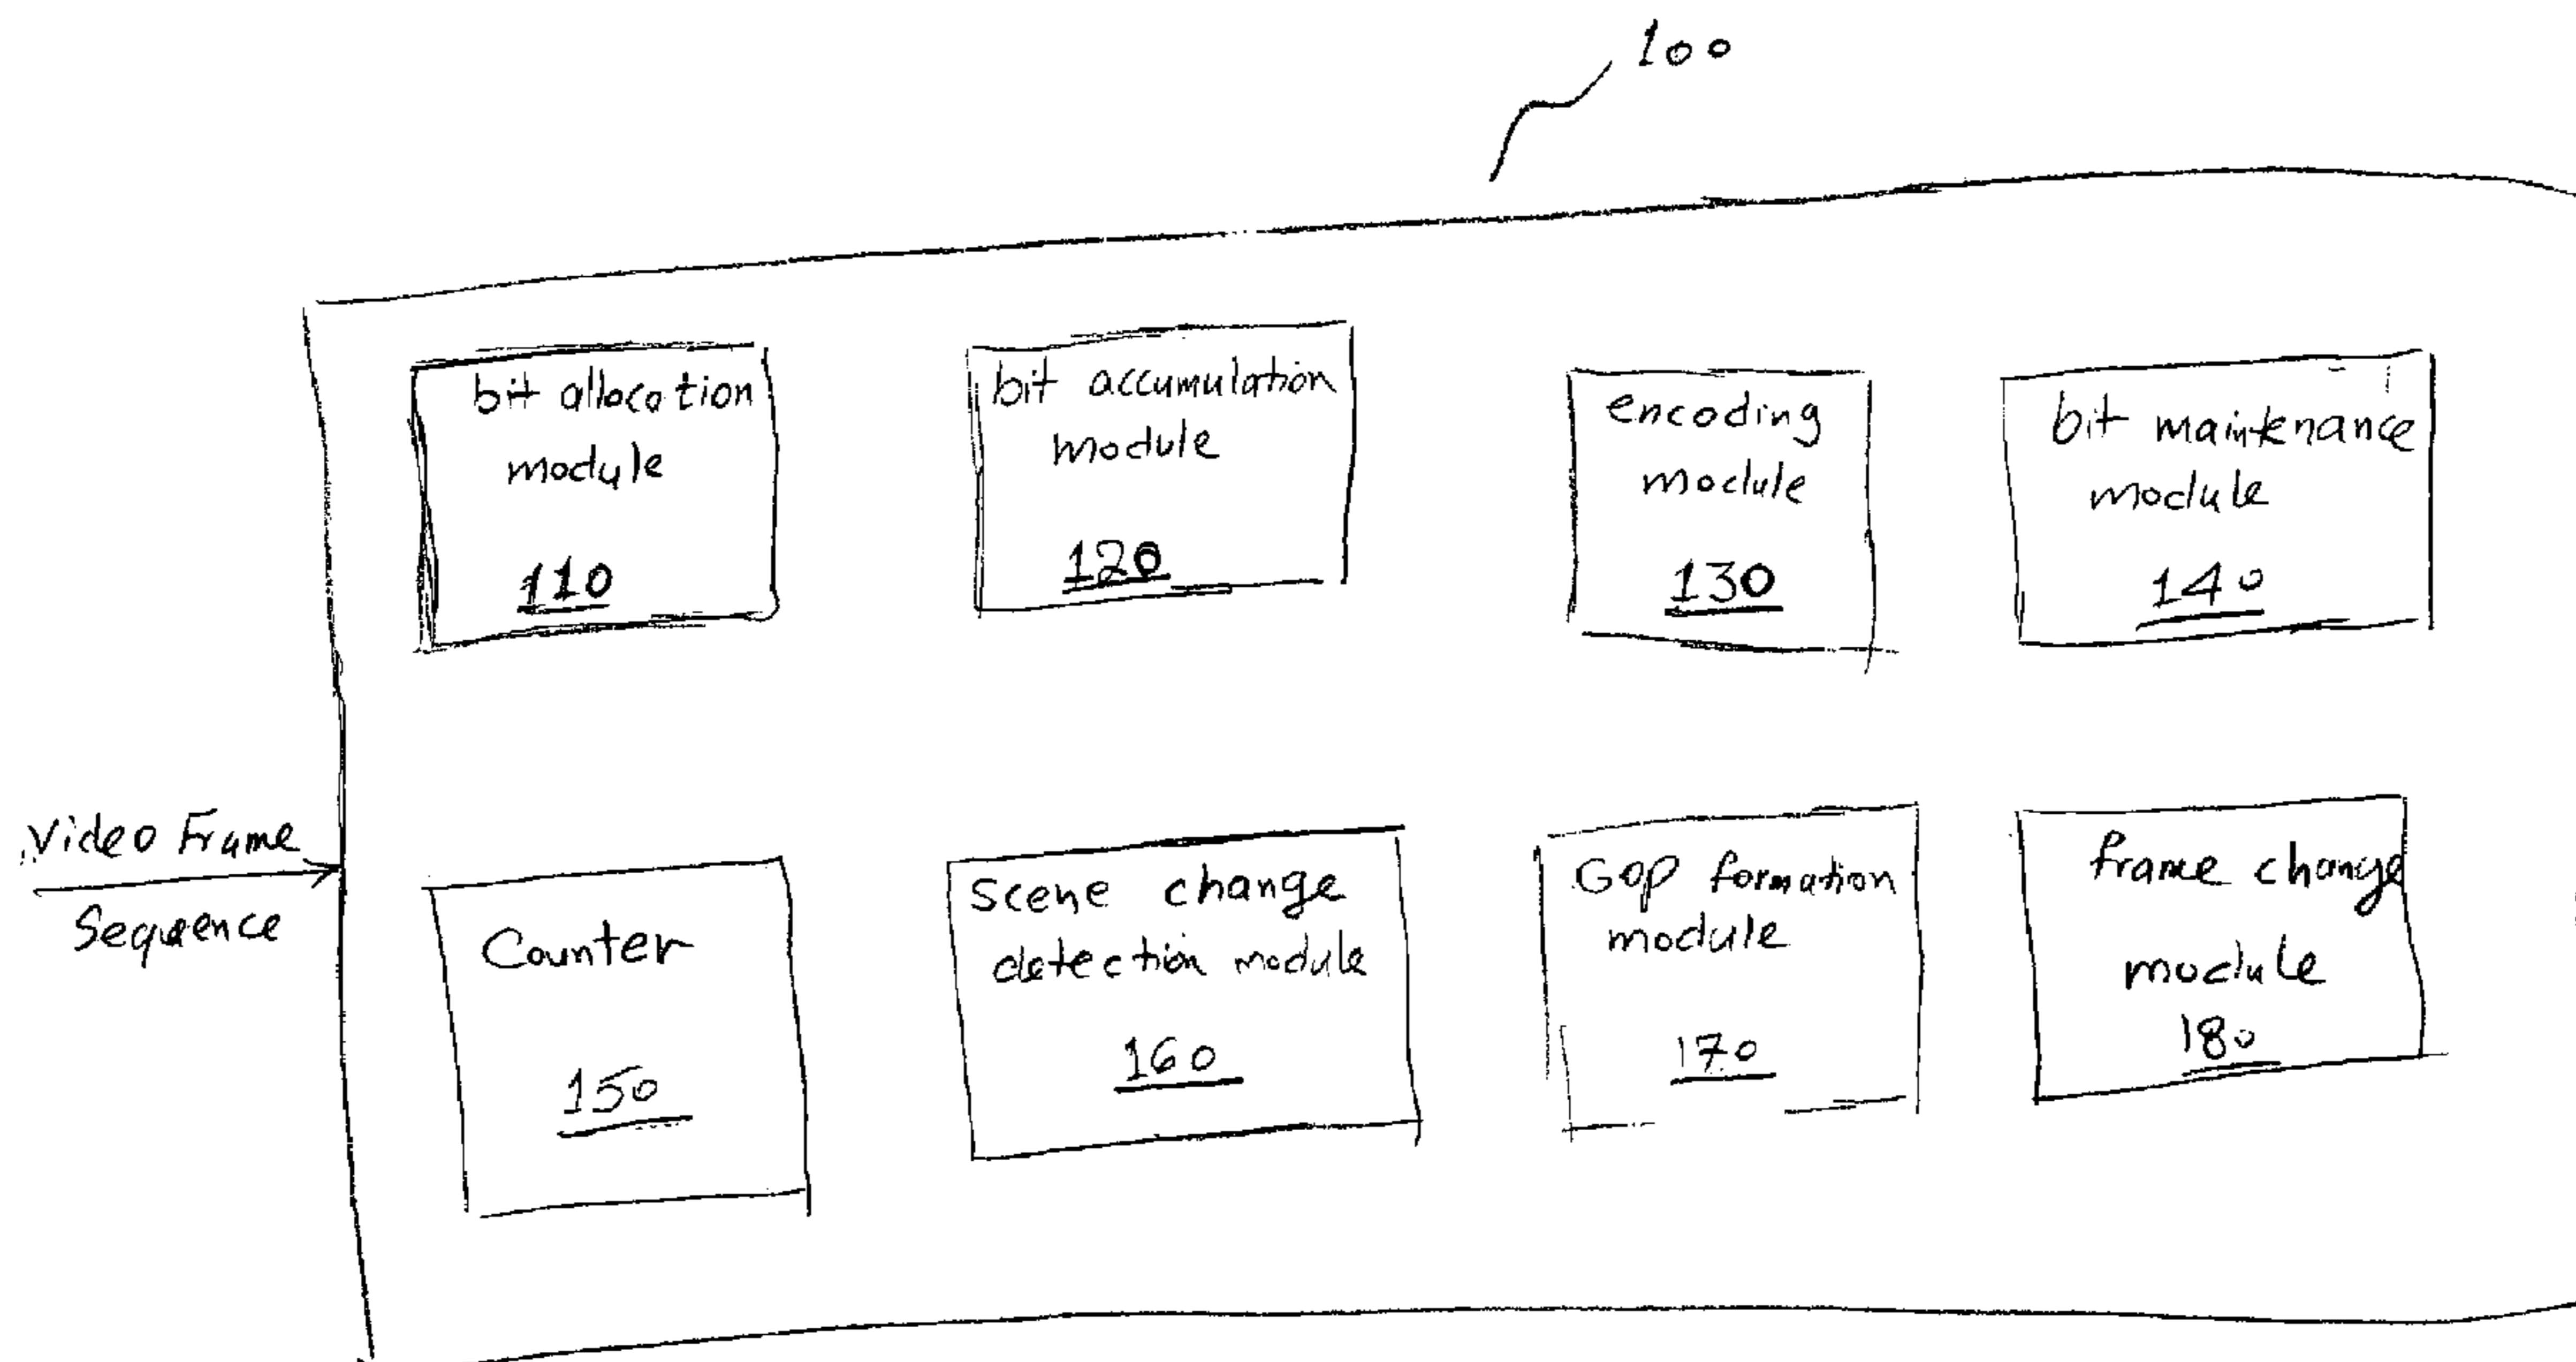 100
bit allocation
module
110
bit accumulation
module
120
encoding
module
130
bit maintenance
module
140
Video Frame
Sequence
Counter
150
scene change
detection module
160
GOP formation
module
170
frame change
module
180